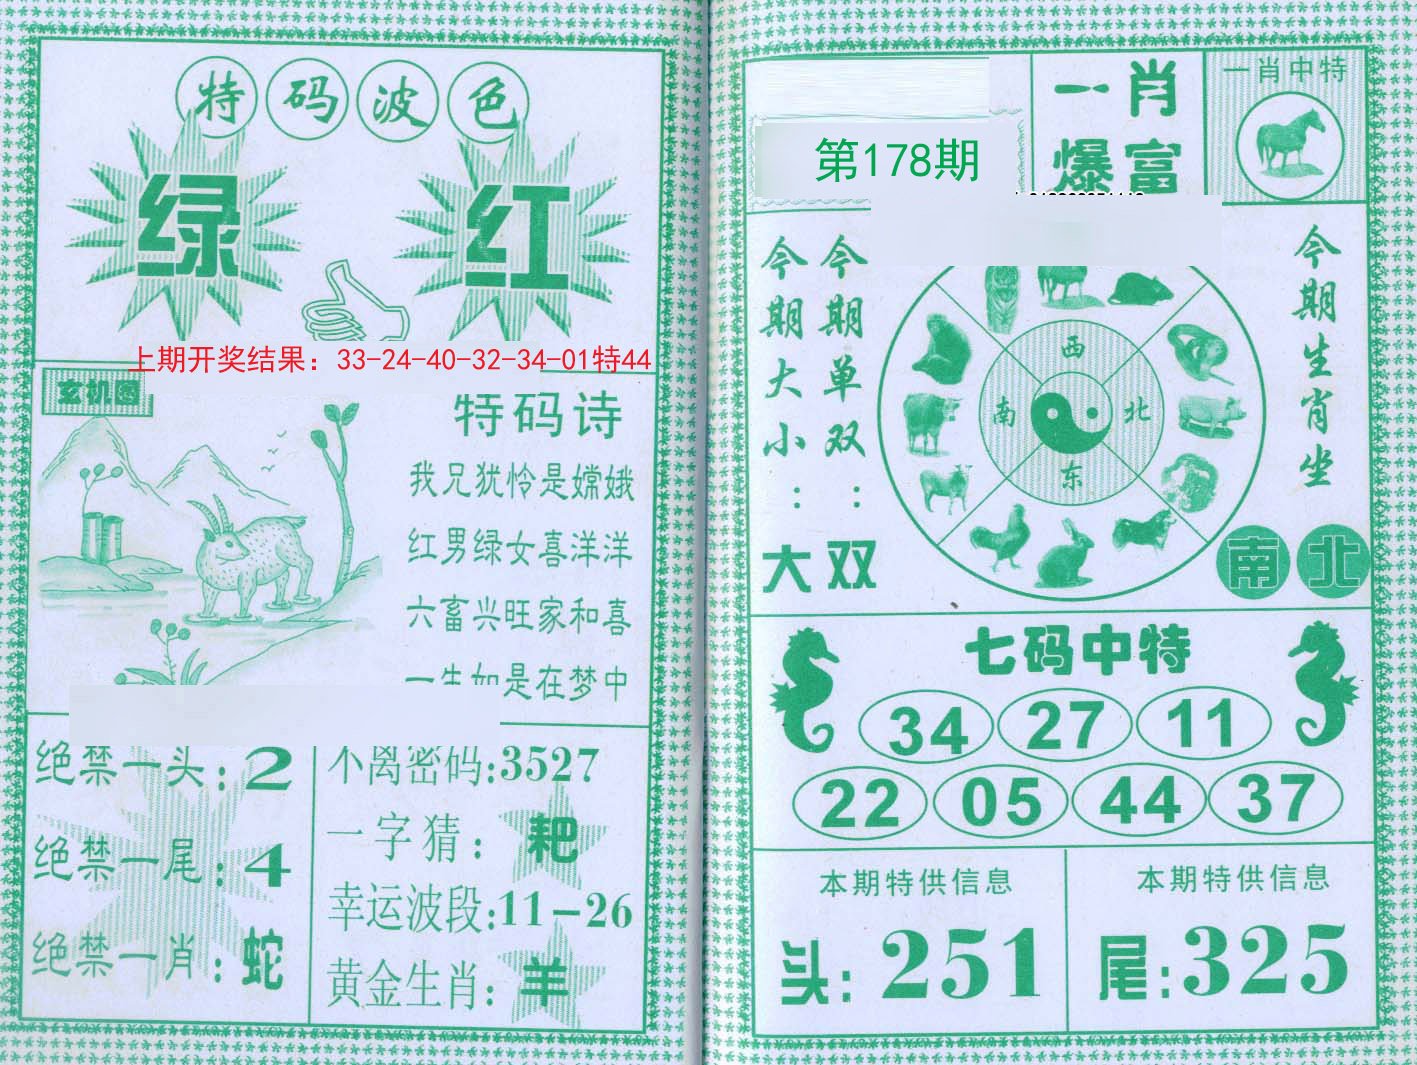 特码波色
绿 红
上期开奖结果：33-24-40-32-34-01特44
玄机图
特码诗
我兄犹怜是嫦娥
红男绿女喜洋洋
六畜兴旺家和喜
一生如是在梦中
绝禁一头：2
绝禁一尾：4
绝禁一肖：蛇
不离密码：3527
一字猜：耙
幸运波段：11-26
黄金生肖：羊
第178期
一肖
爆富
一肖中特
今期大小：大
今期单双：双
西
南 北
东
今期生肖坐
南 北
七码中特
34 27 11
22 05 44 37
本期特供信息
头：251
本期特供信息
尾：325